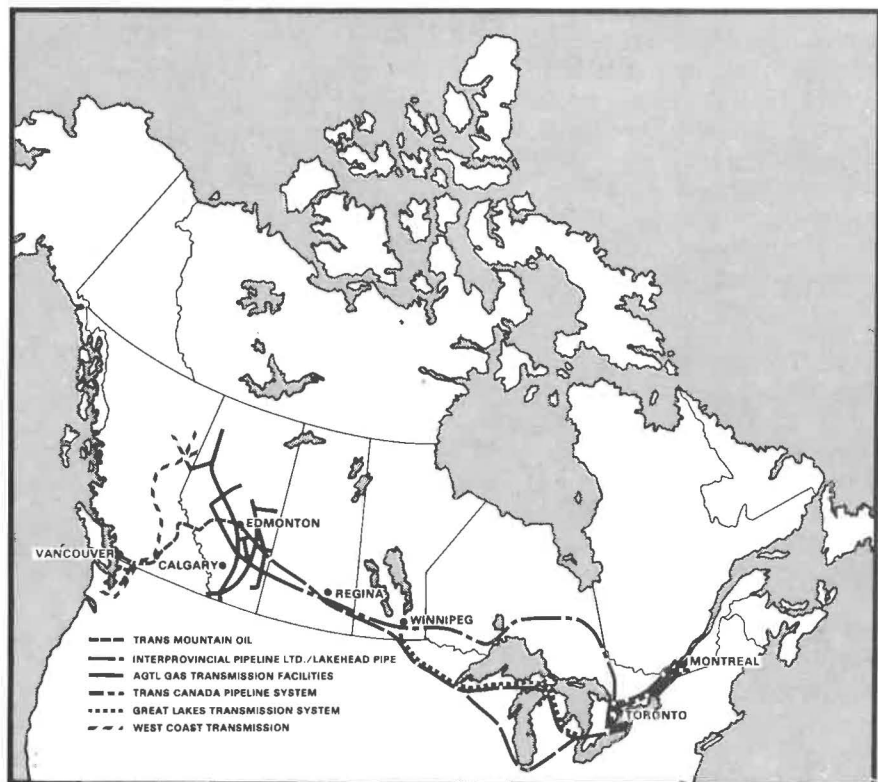 EDMONTON
VANCOUVER
CALGARY
REGINA
WINNIPEG
MONTREAL
TORONTO
TRANS MOUNTAIN OIL
INTERPROVINCIAL PIPELINE LTD./LAKEHEAD PIPE
AGTL GAS TRANSMISSION FACILITIES
TRANS CANADA PIPELINE SYSTEM
GREAT LAKES TRANSMISSION SYSTEM
WEST COAST TRANSMISSION